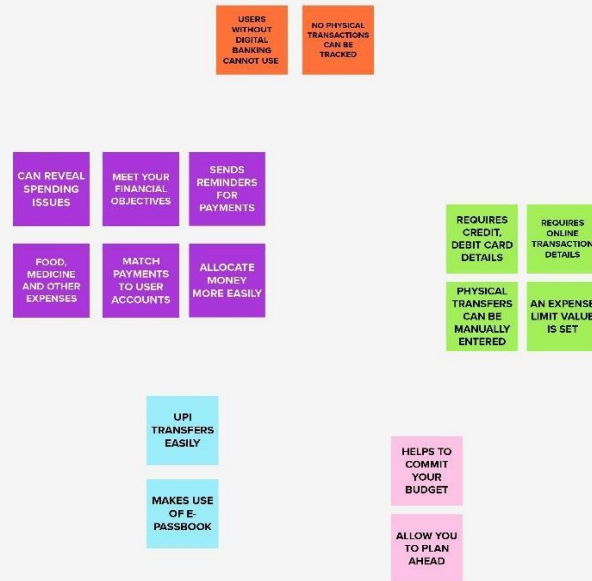 USERS
WITHOUT
DIGITAL
BANKING
CANNOT USE
NO PHYSICAL
TRANSACTIONS
CAN BE
TRACKED
CAN REVEAL
SPENDING
ISSUES
MEET YOUR
FINANCIAL
OBJECTIVES
SENDS
REMINDERS
FOR
PAYMENTS
FOOD,
MEDICINE
AND OTHER
EXPENSES
MATCH
PAYMENTS
TO USER
ACCOUNTS
ALLOCATE
MONEY
MORE EASILY
REQUIRES
CREDIT,
DEBIT CARD
DETAILS
REQUIRES
ONLINE
TRANSACTION
DETAILS
PHYSICAL
TRANSFERS
CAN BE
MANUALLY
ENTERED
AN EXPENSE
LIMIT VALUE
IS SET
UPI
TRANSFERS
EASILY
MAKES USE
OF E-
PASSBOOK
HELPS TO
COMMIT
YOUR
BUDGET
ALLOW YOU
TO PLAN
AHEAD